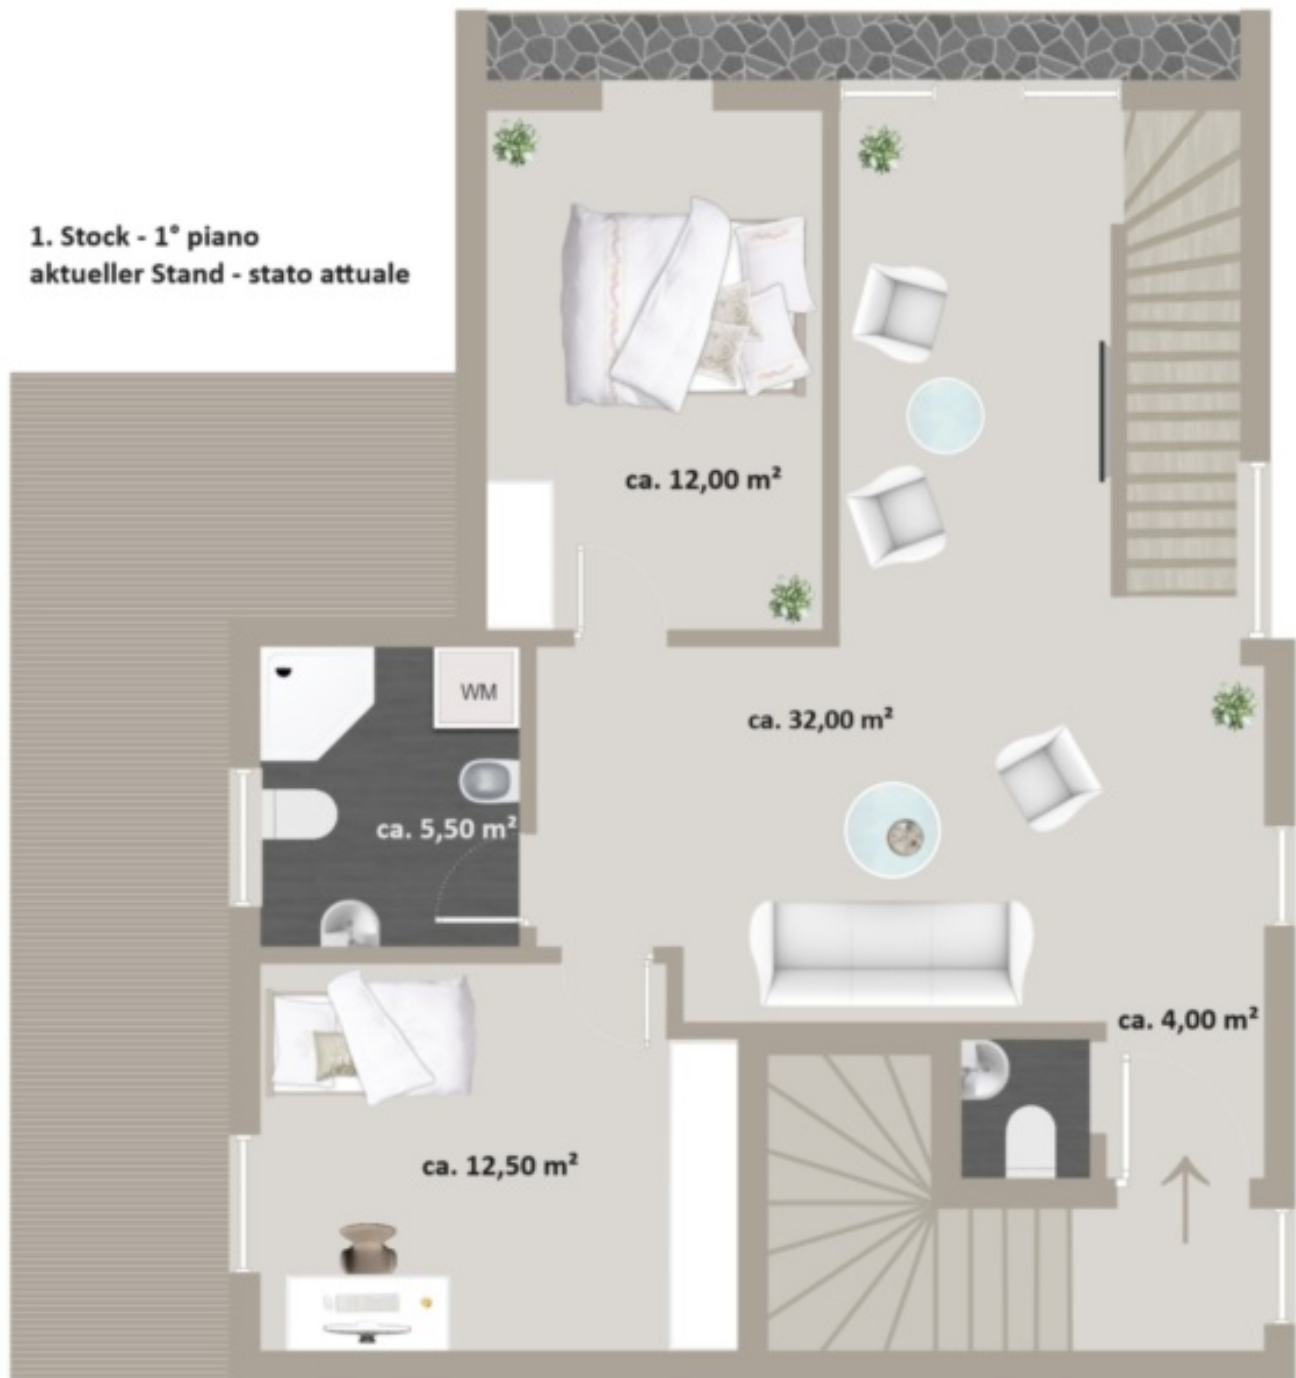 1. Stock - 1° piano
aktueller Stand - stato attuale
ca. 12,00 m²
WM
ca. 32,00 m²
ca. 5,50 m²
ca. 4,00 m²
ca. 12,50 m²